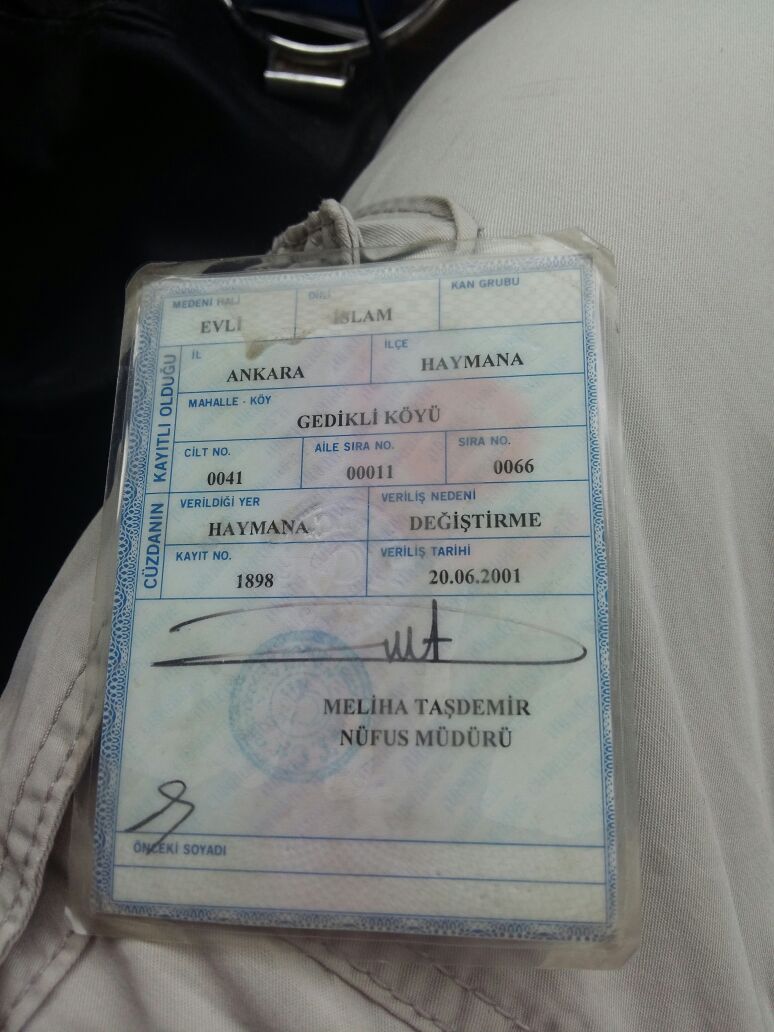 MEDENİ HALİ DİNİ KAN GRUBU
EVLİ İSLAM
İL İLÇE
ANKARA HAYMANA
MAHALLE - KÖY
GEDİKLİ KÖYÜ
CİLT NO. AİLE SIRA NO. SIRA NO.
0041 00011 0066
VERİLDİĞİ YER VERİLİŞ NEDENİ
HAYMANA DEĞİŞTİRME
KAYIT NO. VERİLİŞ TARİHİ
1898 20.06.2001
CÜZDANIN KAYITLI OLDUĞU
MELİHA TAŞDEMİR
NÜFUS MÜDÜRÜ
ÖNCEKİ SOYADI